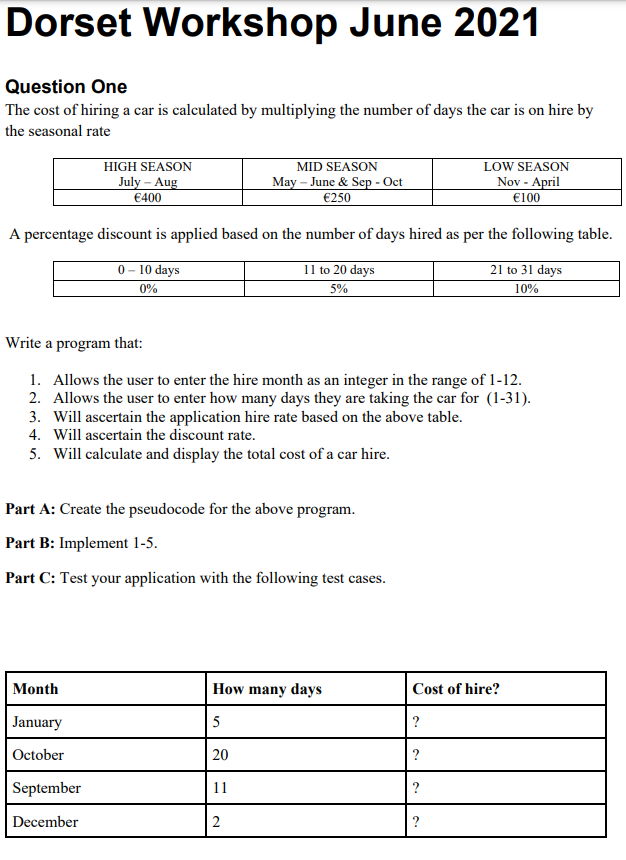 Dorset Workshop June 2021
Question One
The cost of hiring a car is calculated by multiplying the number of days the car is on hire by
the seasonal rate
HIGH SEASON MID SEASON LOW SEASON
July – Aug May – June & Sep - Oct Nov - April
€400 €250 €100
A percentage discount is applied based on the number of days hired as per the following table.
0 – 10 days 11 to 20 days 21 to 31 days
0% 5% 10%
Write a program that:
1. Allows the user to enter the hire month as an integer in the range of 1-12.
2. Allows the user to enter how many days they are taking the car for (1-31).
3. Will ascertain the application hire rate based on the above table.
4. Will ascertain the discount rate.
5. Will calculate and display the total cost of a car hire.
Part A: Create the pseudocode for the above program.
Part B: Implement 1-5.
Part C: Test your application with the following test cases.
Month How many days Cost of hire?
January 5 ?
October 20 ?
September 11 ?
December 2 ?